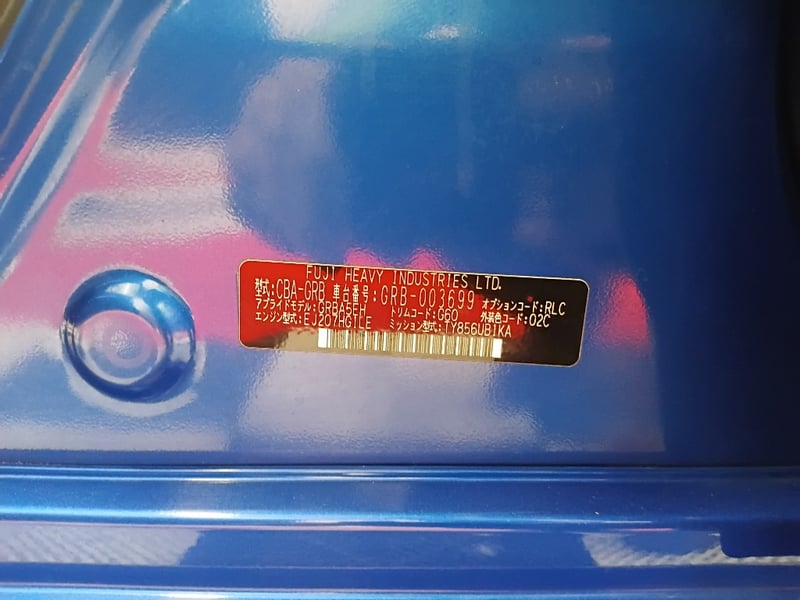 FUJI HEAVY INDUSTRIES LTD.
型式:CBA-GRB 車台番号:GRB-003699 オプションコード:RLC
アプライドモデル:GRBA5EH トリムコード:G60 外装色コード:02C
エンジン型式:EJ207HGTLE ミッション型式:TY856UB1KA